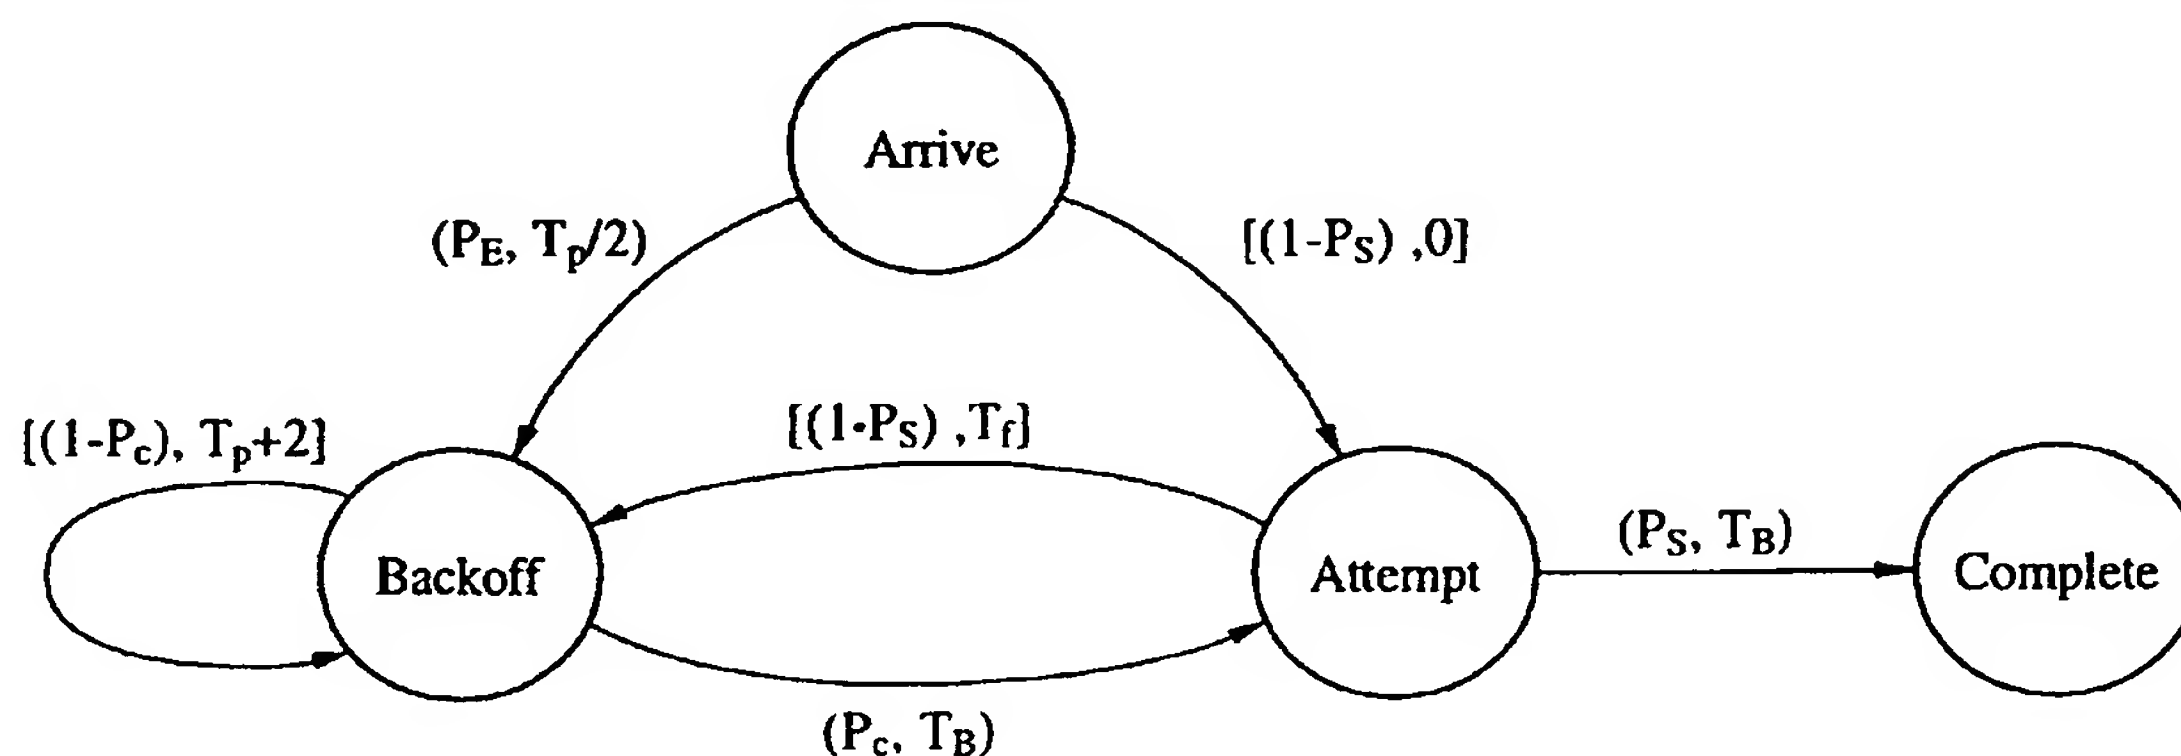 Arrive
(P_E, T_p/2)
[(1-P_S) ,0]
[(1-P_c), T_p+2]
[(1-P_S) ,T_f]
(P_S, T_B)
Backoff
Attempt
Complete
(P_c, T_B)